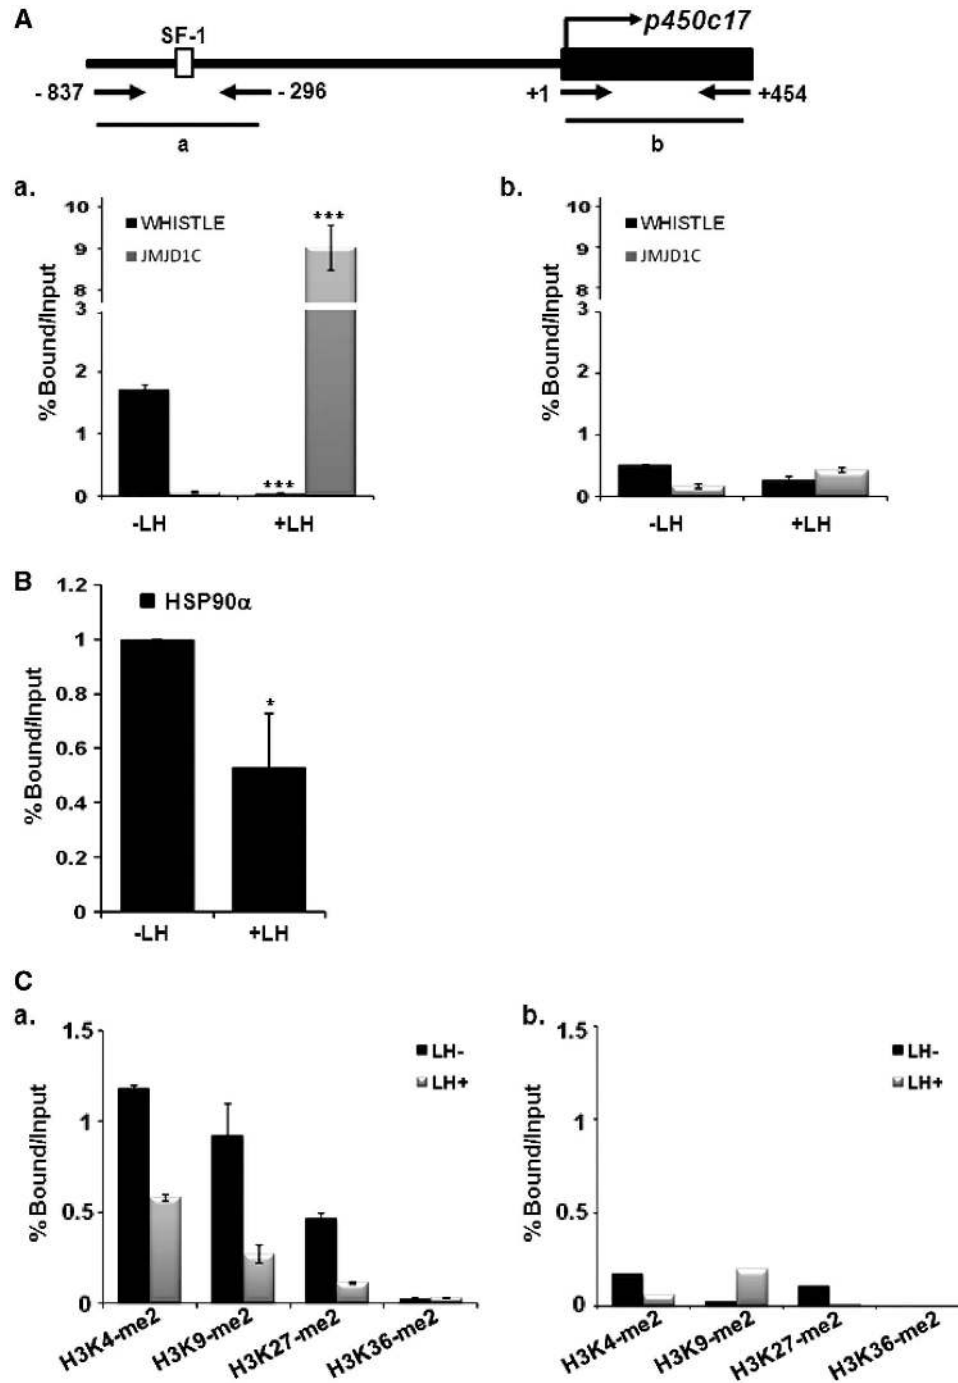 A
p450c17
SF-1
- 837
- 296
+1
+454
a
b
a.
10
9
8
3
2
1
0
% Bound/Input
WHISTLE
JMJD1C
***
***
-LH
+LH
b.
10
9
8
3
2
1
0
% Bound/Input
WHISTLE
JMJD1C
-LH
+LH
B
1.2
1
0.8
0.6
0.4
0.2
0
% Bound/Input
HSP90α
*
-LH
+LH
C
a.
1.5
1
0.5
0
% Bound/Input
LH-
LH+
H3K4-me2
H3K9-me2
H3K27-me2
H3K36-me2
b.
1.5
1
0.5
0
% Bound/Input
LH-
LH+
H3K4-me2
H3K9-me2
H3K27-me2
H3K36-me2